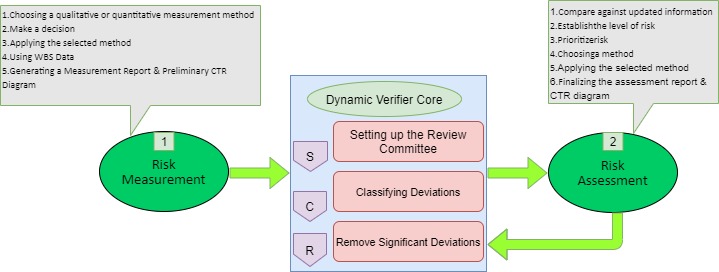 1.Choosing a qualitative or quantitative measurement method
2.Make a decision
3.Applying the selected method
4.Using WBS Data
5.Generating a Measurement Report & Preliminary CTR
Diagram
1
Risk
Measurement
Dynamic Verifier Core
S
Setting up the Review
Committee
C
Classifying Deviations
R
Remove Significant Deviations
1.Compare against updated information
2.Establishthe level of risk
3.Prioritizerisk
4.Choosinga method
5.Applying the selected method
6.Finalizing the assessment report &
CTR diagram
2
Risk
Assessment